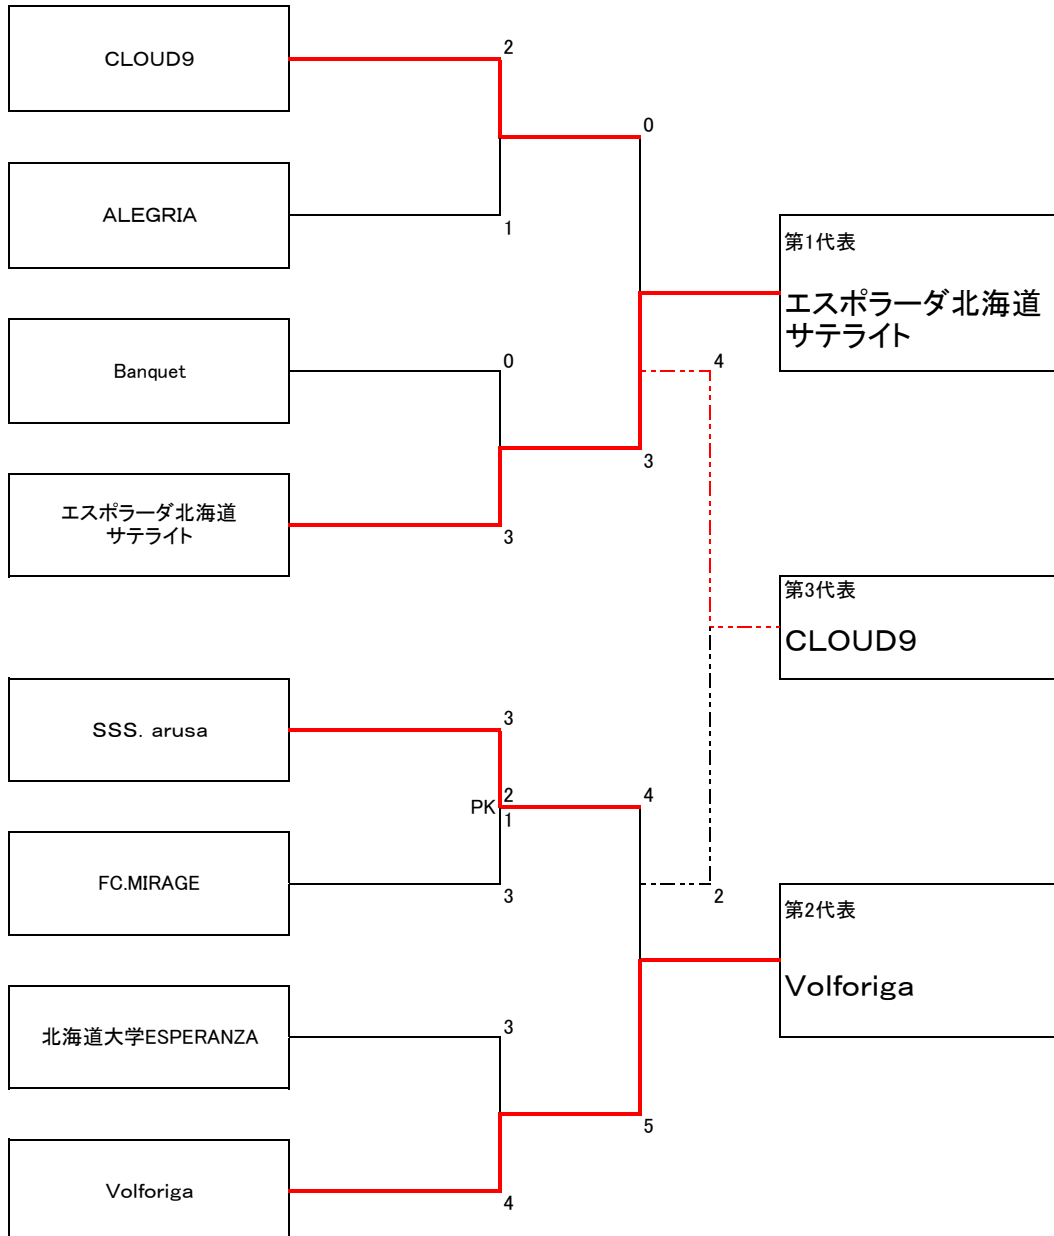 CLOUD9
2
0
ALEGRIA
1
第1代表
エスポラーダ北海道
サテライト
Banquet
0
4
3
エスポラーダ北海道
サテライト
3
第3代表
CLOUD9
SSS．arusa
3
PK
2
1
4
FC.MIRAGE
3
2
第2代表
Volforiga
北海道大学ESPERANZA
3
5
Volforiga
4